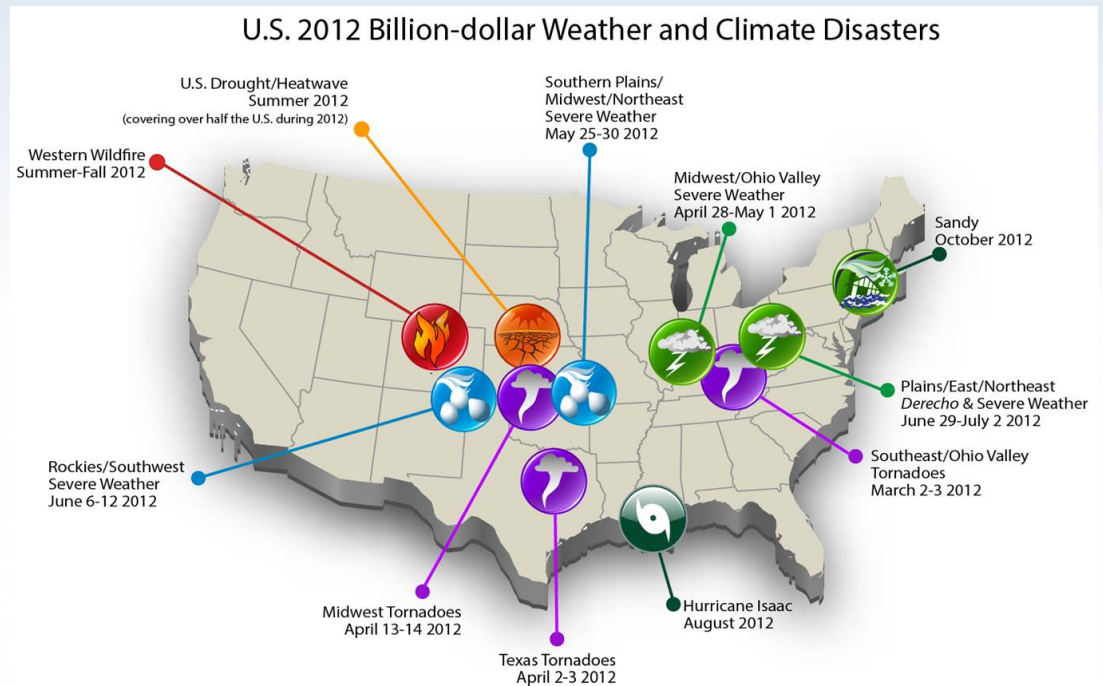 U.S. 2012 Billion-dollar Weather and Climate Disasters
U.S. Drought/Heatwave
Summer 2012
(covering over half the U.S. during 2012)
Southern Plains/
Midwest/Northeast
Severe Weather
May 25-30 2012
Western Wildfire
Summer-Fall 2012
Midwest/Ohio Valley
Severe Weather
April 28-May 1 2012
Sandy
October 2012
Plains/East/Northeast
Derecho & Severe Weather
June 29-July 2 2012
Southeast/Ohio Valley
Tornadoes
March 2-3 2012
Rockies/Southwest
Severe Weather
June 6-12 2012
Midwest Tornadoes
April 13-14 2012
Hurricane Isaac
August 2012
Texas Tornadoes
April 2-3 2012